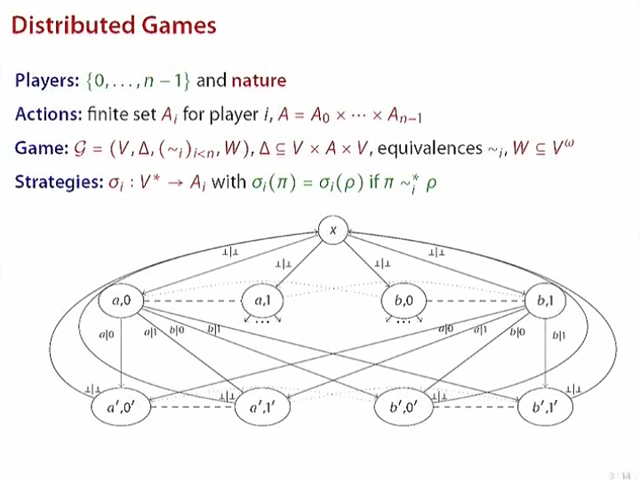 Distributed Games
Players: {0, . . . , n − 1} and nature
Actions: finite set Aᵢ for player i, A = A₀ × ⋯ × Aₙ₋₁
Game: G = (V, Δ, (~ᵢ)ᵢ<ₙ, W), Δ ⊆ V × A × V, equivalences ~ᵢ, W ⊆ V^ω
Strategies: σᵢ : V* → Aᵢ with σᵢ(π) = σᵢ(ρ) if π ~ᵢ* ρ
x
⊥|⊥ ⊥|⊥ ⊥|⊥ ⊥|⊥
a,0 a,1 b,0 b,1
... ...
a|0 a|1 b|0 b|1 a|0 a|1 b|0 b|1
⊥|⊥ ⊥|⊥ ⊥|⊥ ⊥|⊥
a′,0′ a′,1′ b′,0′ b′,1′
3 / 14